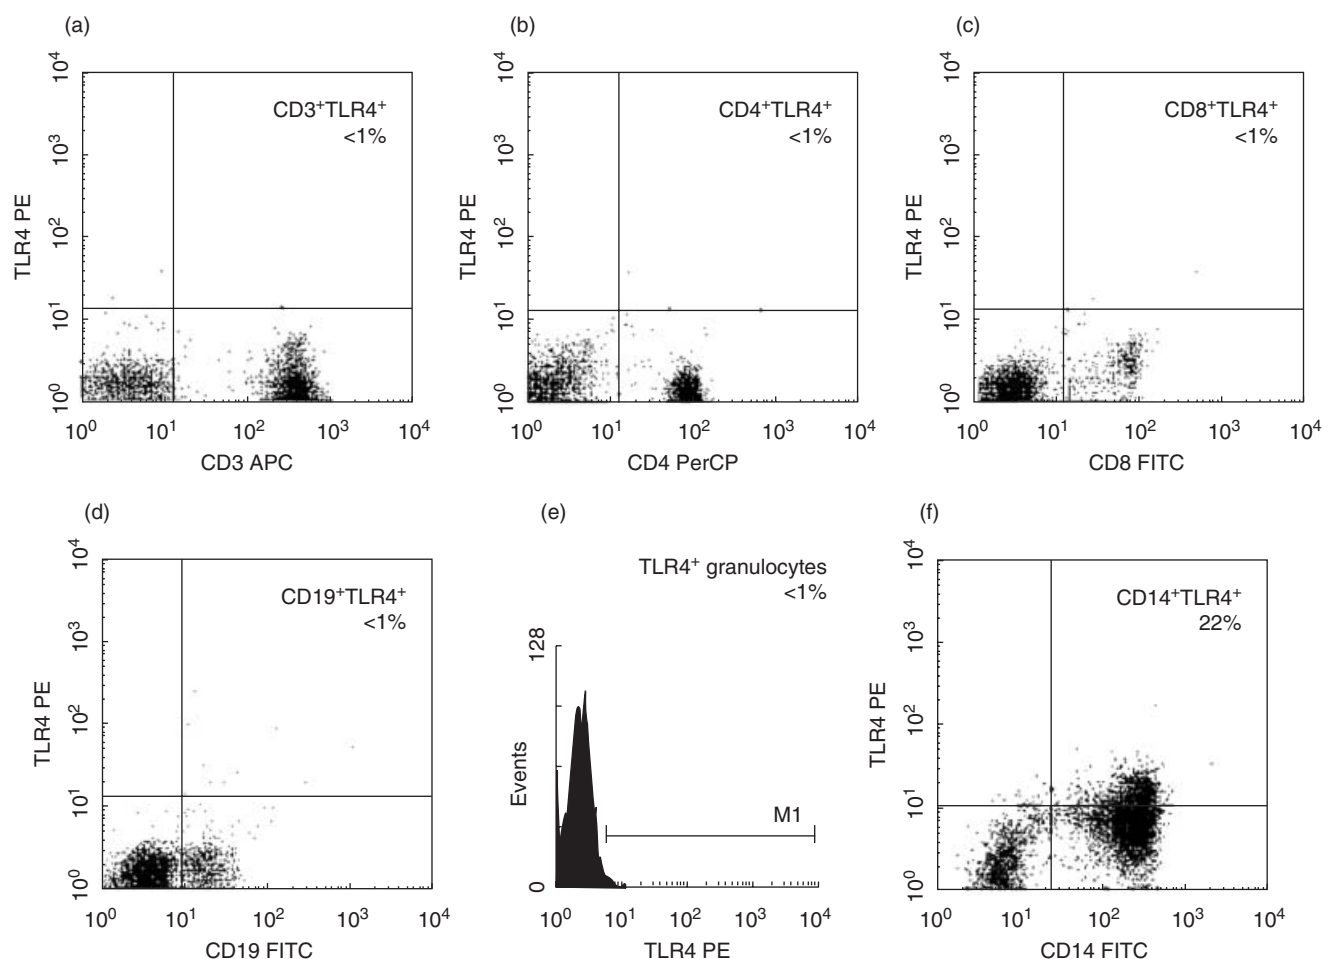 (a)
CD3⁺TLR4⁺
<1%
TLR4 PE
10⁴
10³
10²
10¹
10⁰
10⁰ 10¹ 10² 10³ 10⁴
CD3 APC
(b)
CD4⁺TLR4⁺
<1%
TLR4 PE
10⁴
10³
10²
10¹
10⁰
10⁰ 10¹ 10² 10³ 10⁴
CD4 PerCP
(c)
CD8⁺TLR4⁺
<1%
TLR4 PE
10⁴
10³
10²
10¹
10⁰
10⁰ 10¹ 10² 10³ 10⁴
CD8 FITC
(d)
CD19⁺TLR4⁺
<1%
TLR4 PE
10⁴
10³
10²
10¹
10⁰
10⁰ 10¹ 10² 10³ 10⁴
CD19 FITC
(e)
TLR4⁺ granulocytes
<1%
128
Events
M1
0
10⁰ 10¹ 10² 10³ 10⁴
TLR4 PE
(f)
CD14⁺TLR4⁺
22%
TLR4 PE
10⁴
10³
10²
10¹
10⁰
10⁰ 10¹ 10² 10³ 10⁴
CD14 FITC